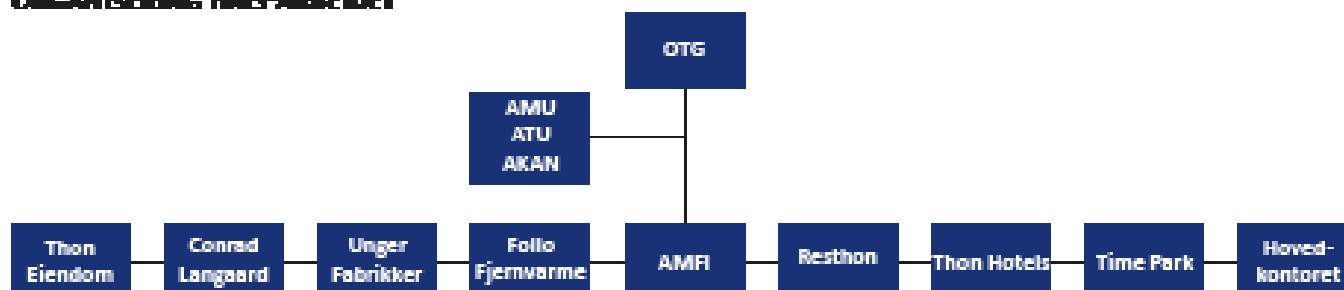 OTG
AMU
ATU
AKAN
Thon
Eiendom
Conrad
Langaard
Unger
Fabrikker
Follo
Fjernvarme
AMFI
Resthon
Thon Hotels
Time Park
Hoved-
kontoret